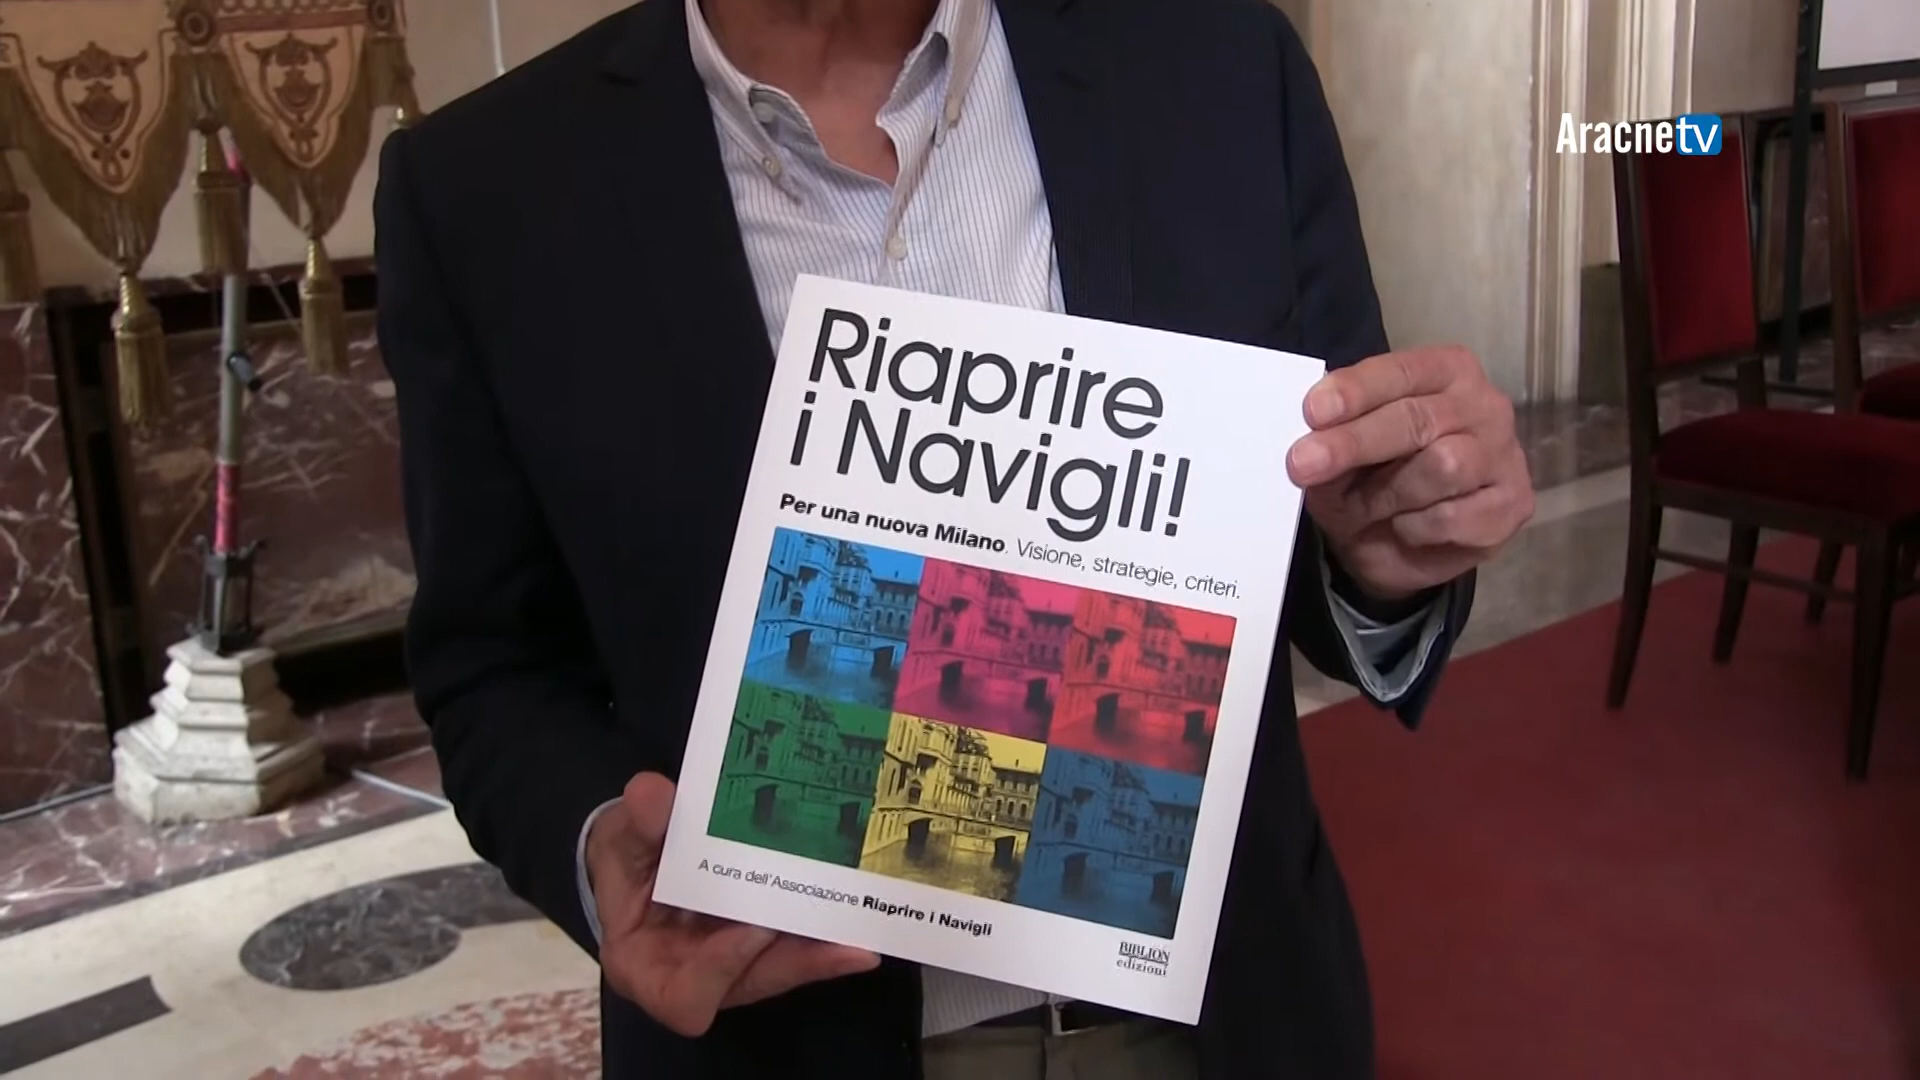 Aracnetv
Riaprire
i Navigli!
Per una nuova Milano. Visione, strategie, criteri.
A cura dell'Associazione Riaprire i Navigli
BIBLION
edizioni